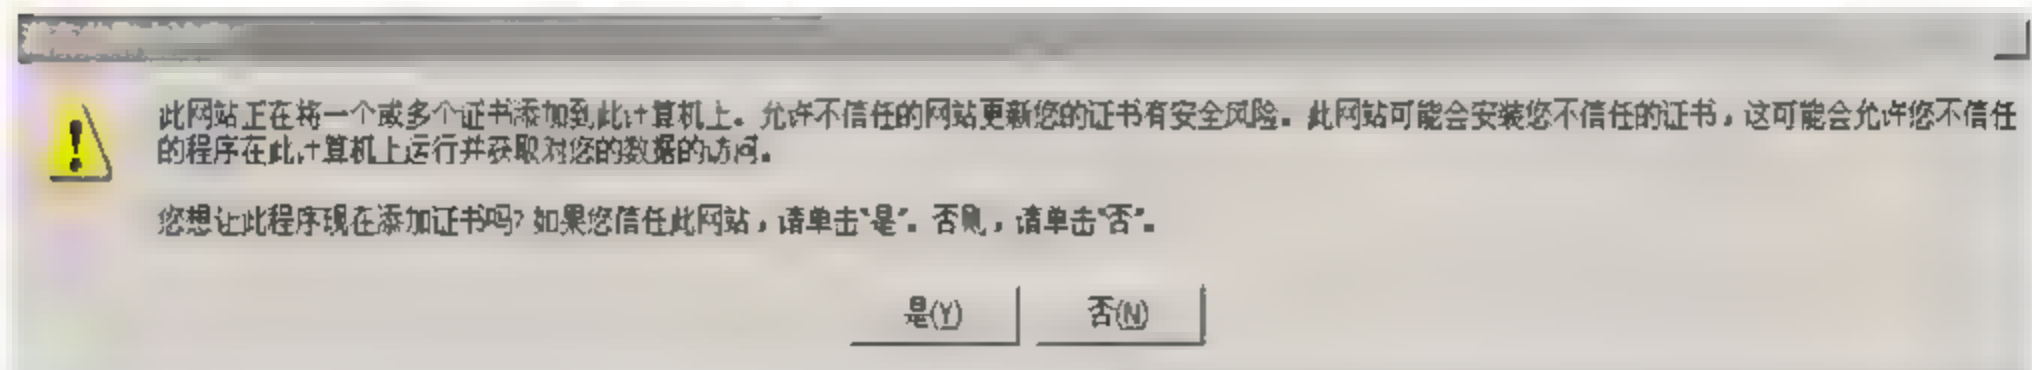 此网站正在将一个或多个证书添加到此计算机上。允许不信任的网站更新您的证书有安全风险。此网站可能会安装您不信任的证书，这可能会允许您不信任
的程序在此计算机上运行并获取对您的数据的访问。
您想让此程序现在添加证书吗?如果您信任此网站，请单击“是”。否则，请单击“否”。
是(Y) 否(N)